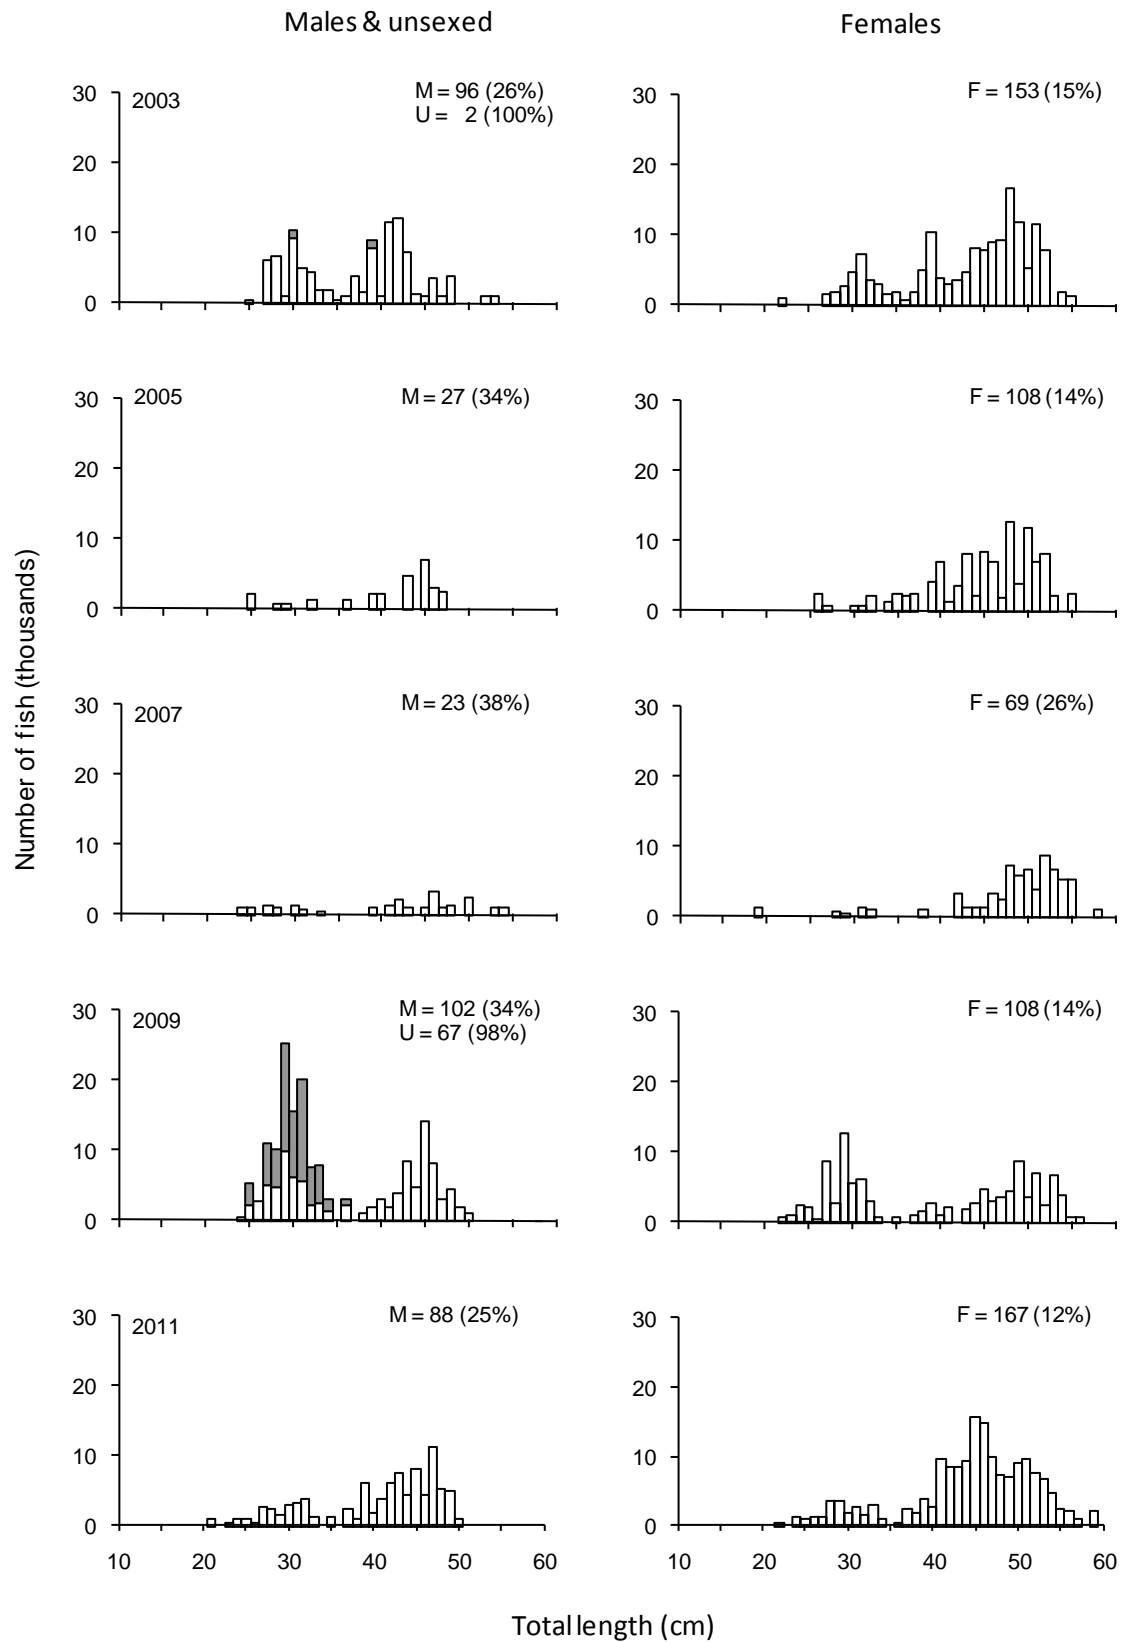 Males & unsexed
Females
30
20
10
0
2003
M = 96 (26%)
U = 2 (100%)
30
20
10
0
F = 153 (15%)
30
20
10
0
2005
M = 27 (34%)
30
20
10
0
F = 108 (14%)
30
20
10
0
2007
M = 23 (38%)
30
20
10
0
F = 69 (26%)
30
20
10
0
2009
M = 102 (34%)
U = 67 (98%)
30
20
10
0
F = 108 (14%)
30
20
10
0
2011
M = 88 (25%)
10 20 30 40 50 60
30
20
10
0
F = 167 (12%)
10 20 30 40 50 60
Number of fish (thousands)
Total length (cm)